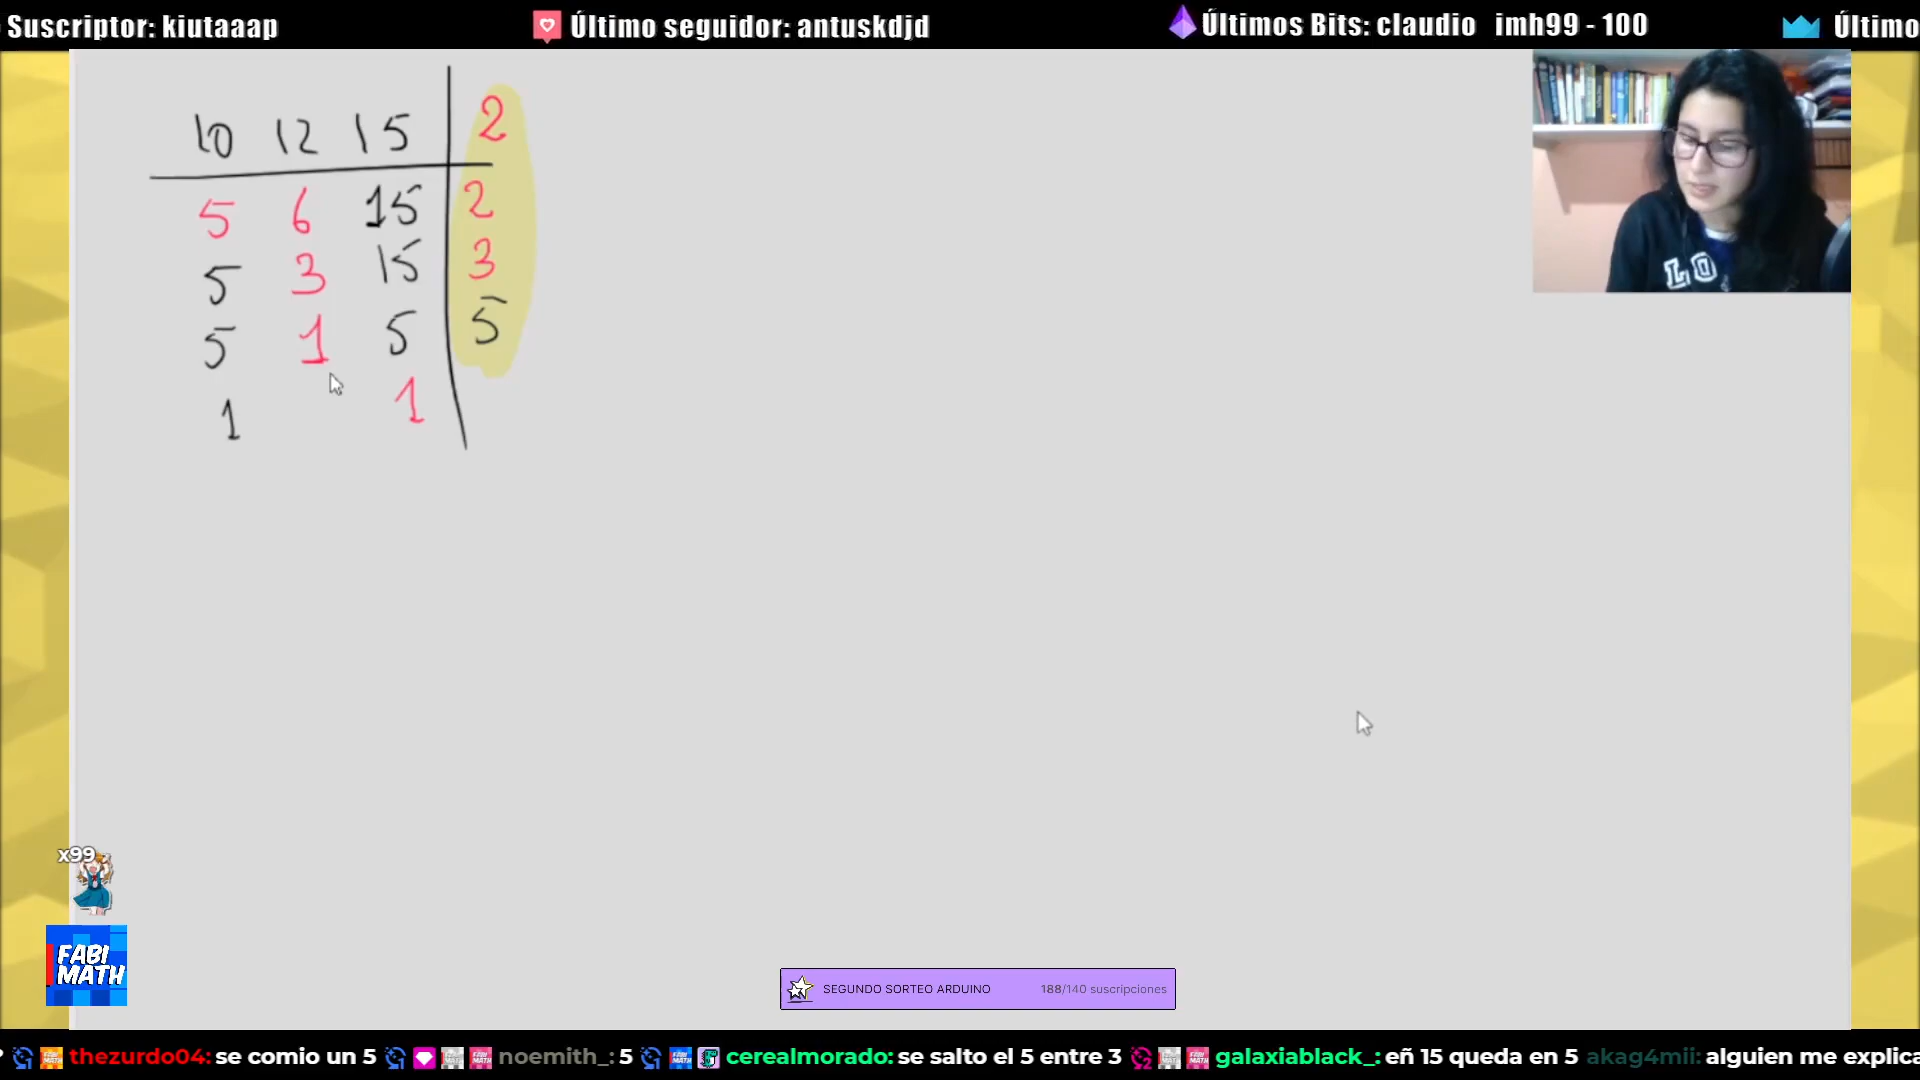 Suscriptor: kiutaaap
Último seguidor: antuskdjd
Últimos Bits: claudio imh99 - 100
Último
10 12 15 2
5 6 15 2
5 3 15 3
5 1 5 5
1 1
LO
x99
FABI
MATH
SEGUNDO SORTEO ARDUINO 188/140 suscripciones
thezurdo04: se comio un 5 noemith_: 5 cerealmorado: se salto el 5 entre 3 galaxiablack_: eñ 15 queda en 5 akag4mii: alguien me explica